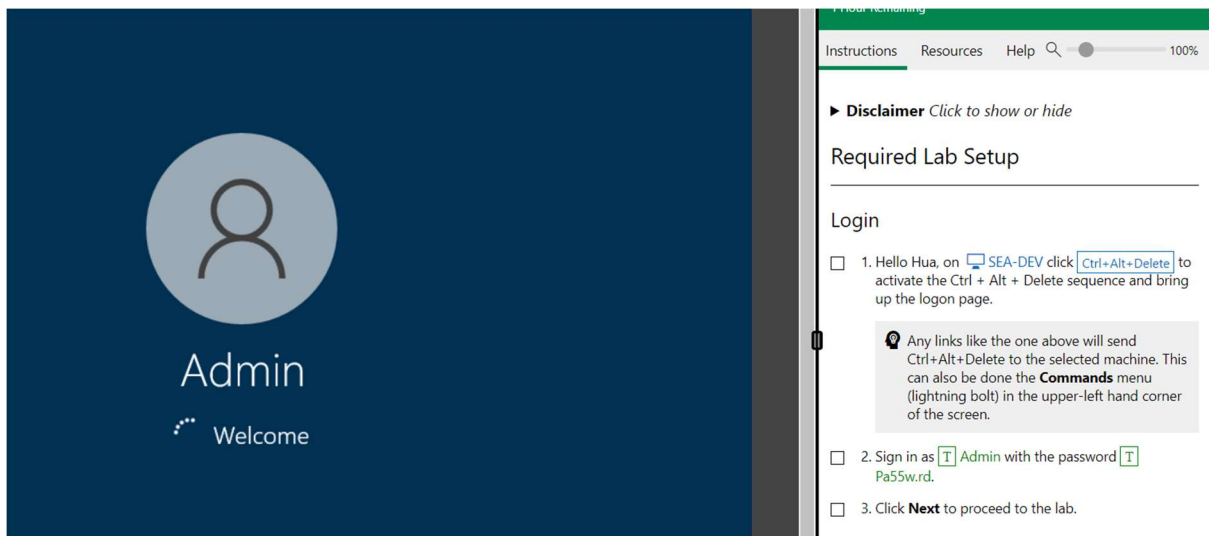 Admin
Welcome
1 Hour Remaining
Instructions Resources Help 100%
Disclaimer Click to show or hide
Required Lab Setup
Login
1. Hello Hua, on SEA-DEV click Ctrl+Alt+Delete to
activate the Ctrl + Alt + Delete sequence and bring
up the logon page.
Any links like the one above will send
Ctrl+Alt+Delete to the selected machine. This
can also be done the Commands menu
(lightning bolt) in the upper-left hand corner
of the screen.
2. Sign in as T Admin with the password T
Pa55w.rd.
3. Click Next to proceed to the lab.